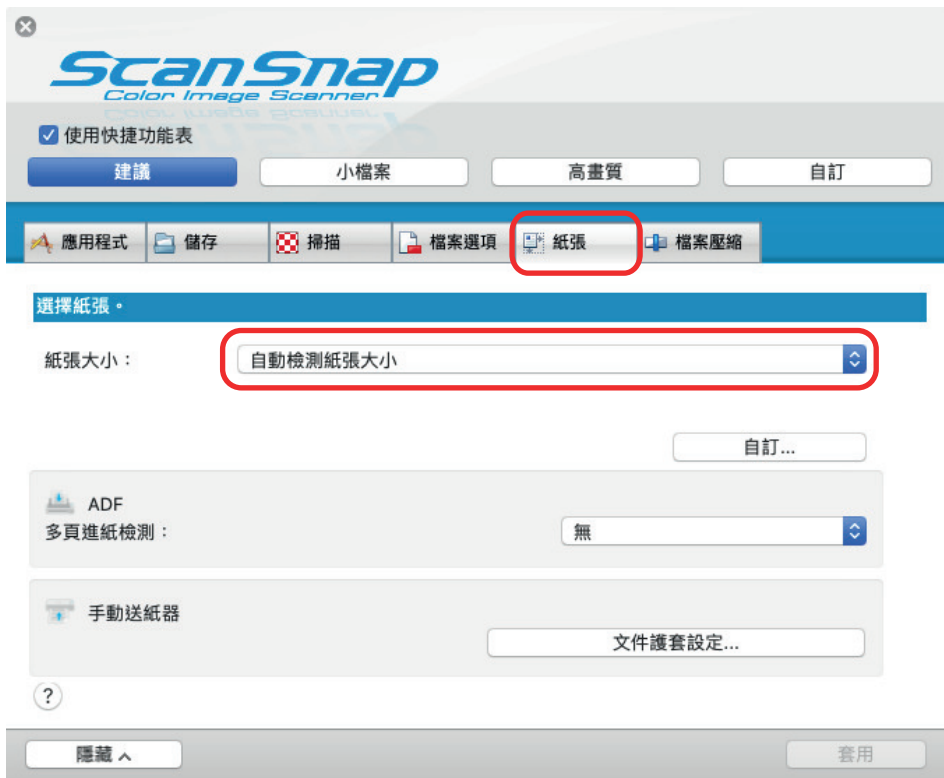 ScanSnap
Color Image Scanner
使用快捷功能表
建議 小檔案 高畫質 自訂
應用程式 儲存 掃描 檔案選項 紙張 檔案壓縮
選擇紙張。
紙張大小： 自動檢測紙張大小
自訂...
ADF
多頁進紙檢測： 無
手動送紙器
文件護套設定...
?
隱藏 套用